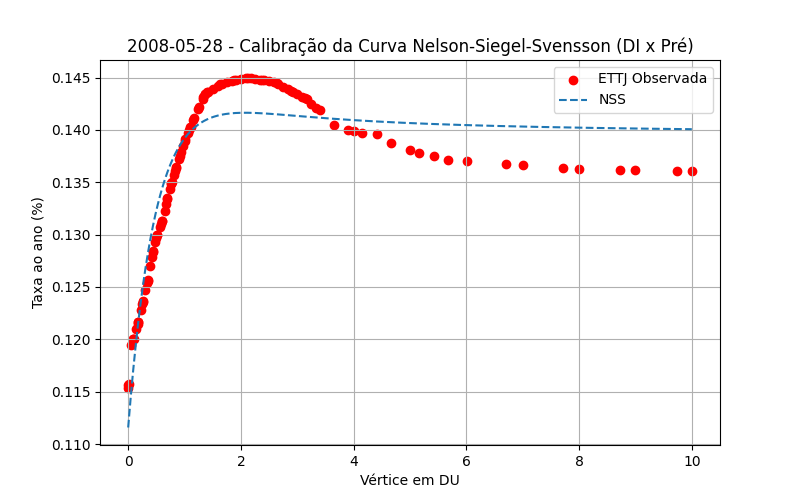 2008-05-28 - Calibração da Curva Nelson-Siegel-Svensson (DI x Pré)
ETTJ Observada
NSS
Taxa ao ano (%)
0.145
0.140
0.135
0.130
0.125
0.120
0.115
0.110
0 2 4 6 8 10
Vértice em DU